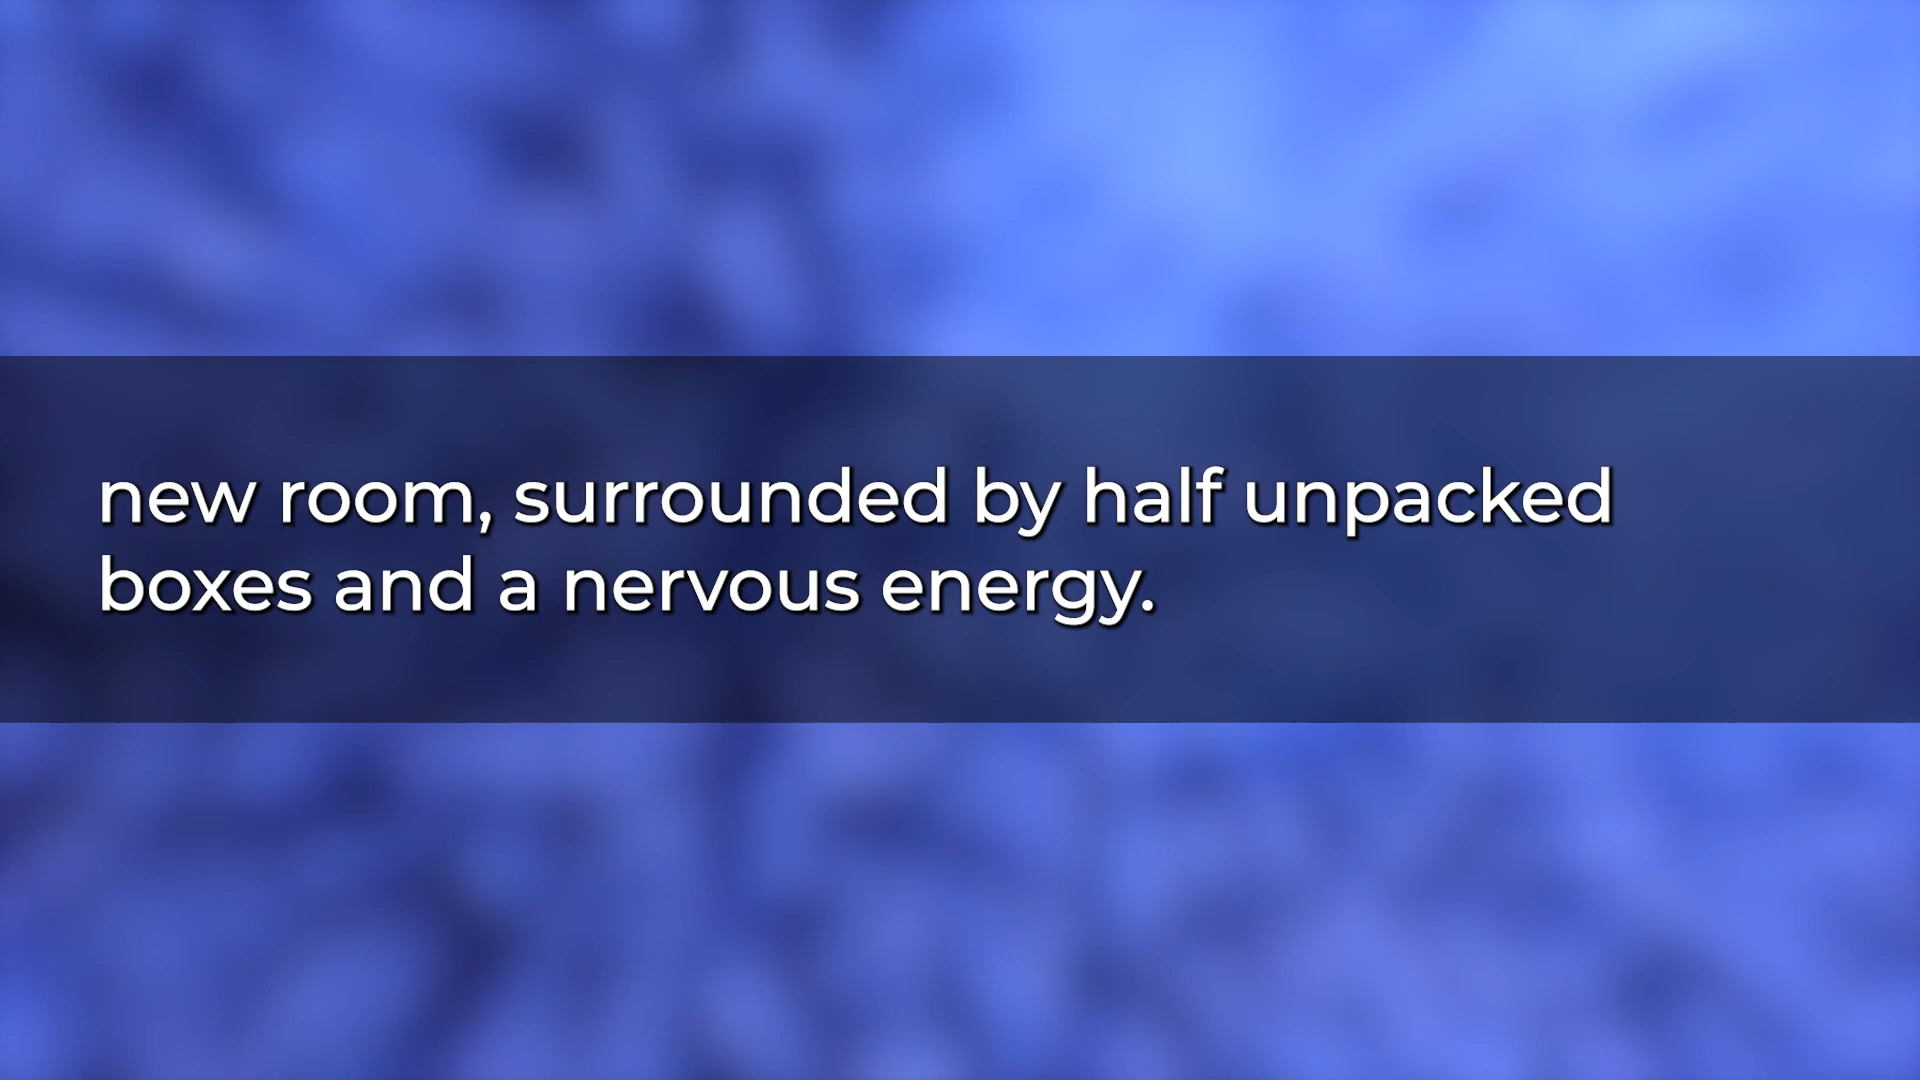 new room, surrounded by half unpacked
boxes and a nervous energy.